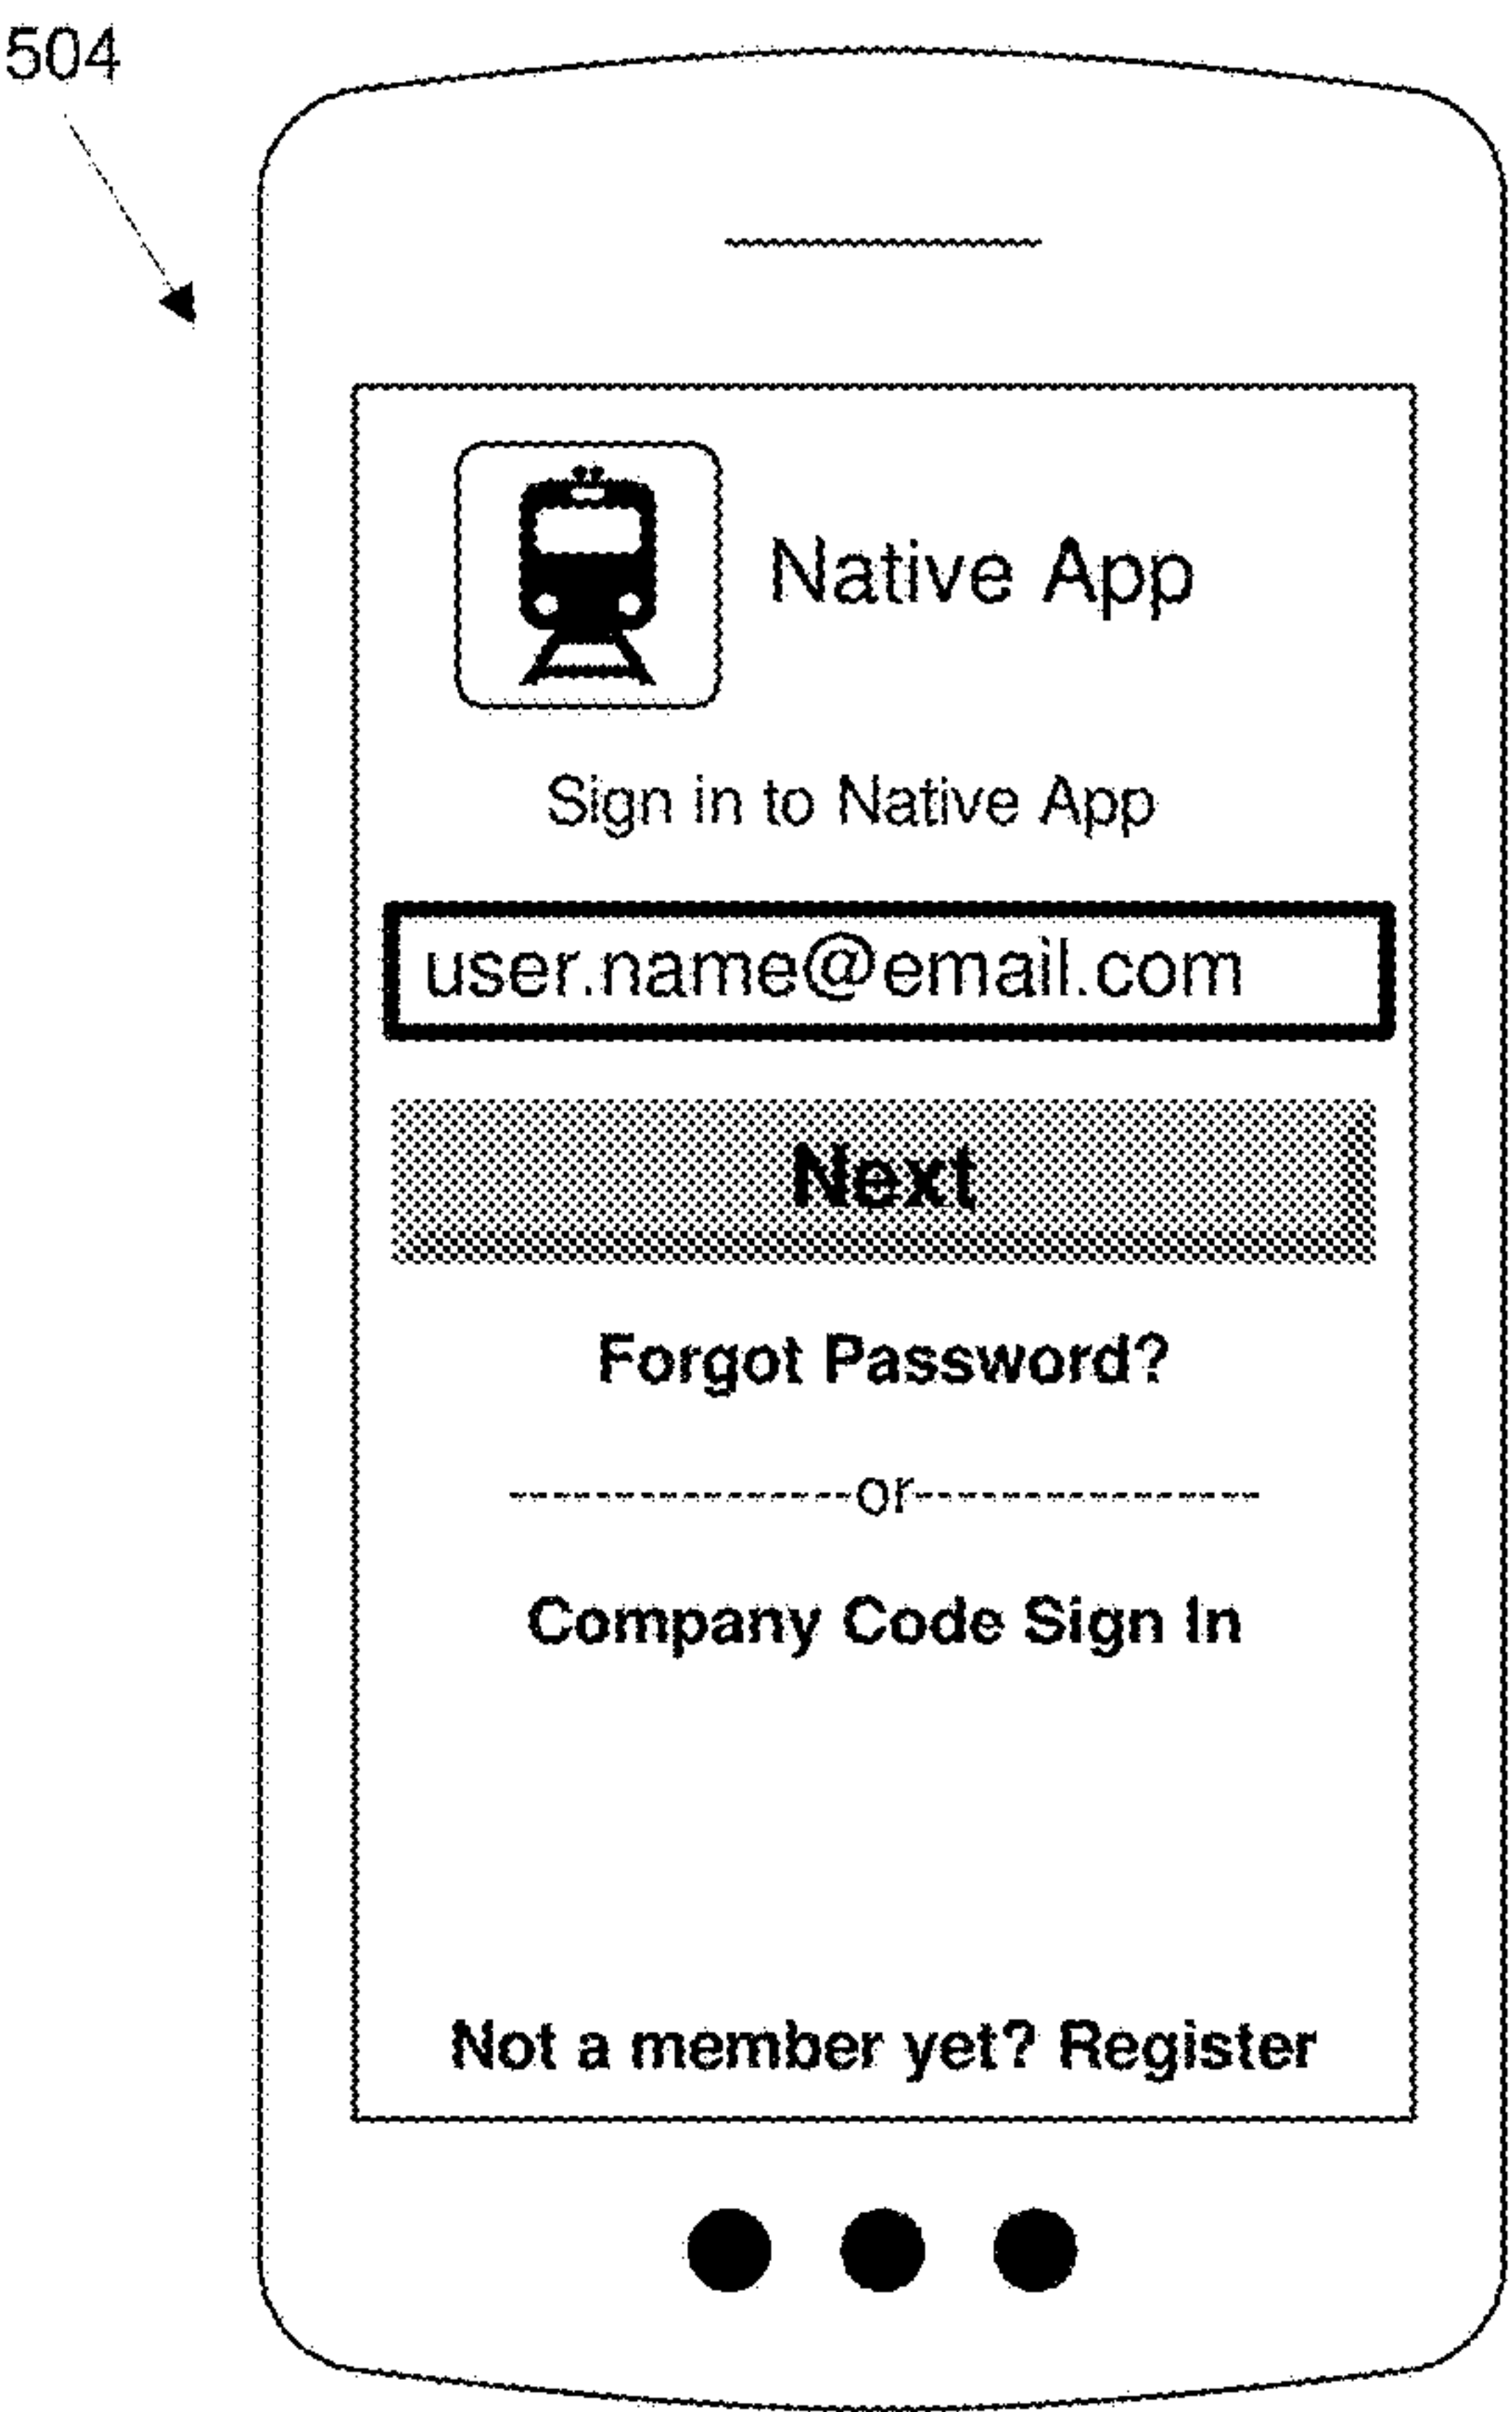 504
Native App
Sign in to Native App
user.name@email.com
Next
Forgot Password?
----------------or----------------
Company Code Sign In
Not a member yet? Register